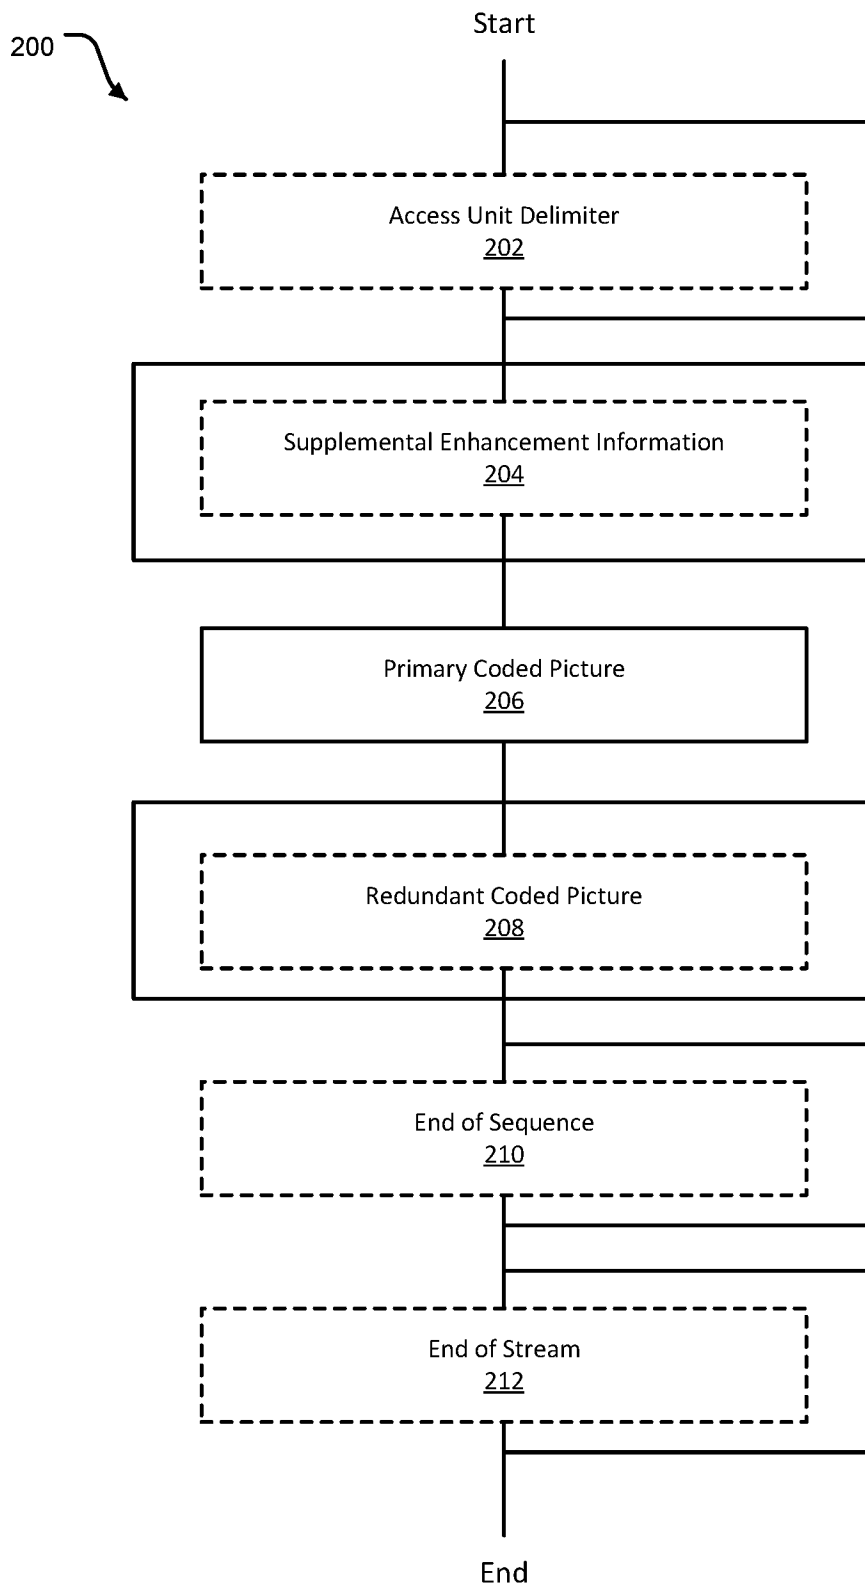 Start
200
Access Unit Delimiter
202
Supplemental Enhancement Information
204
Primary Coded Picture
206
Redundant Coded Picture
208
End of Sequence
210
End of Stream
212
End